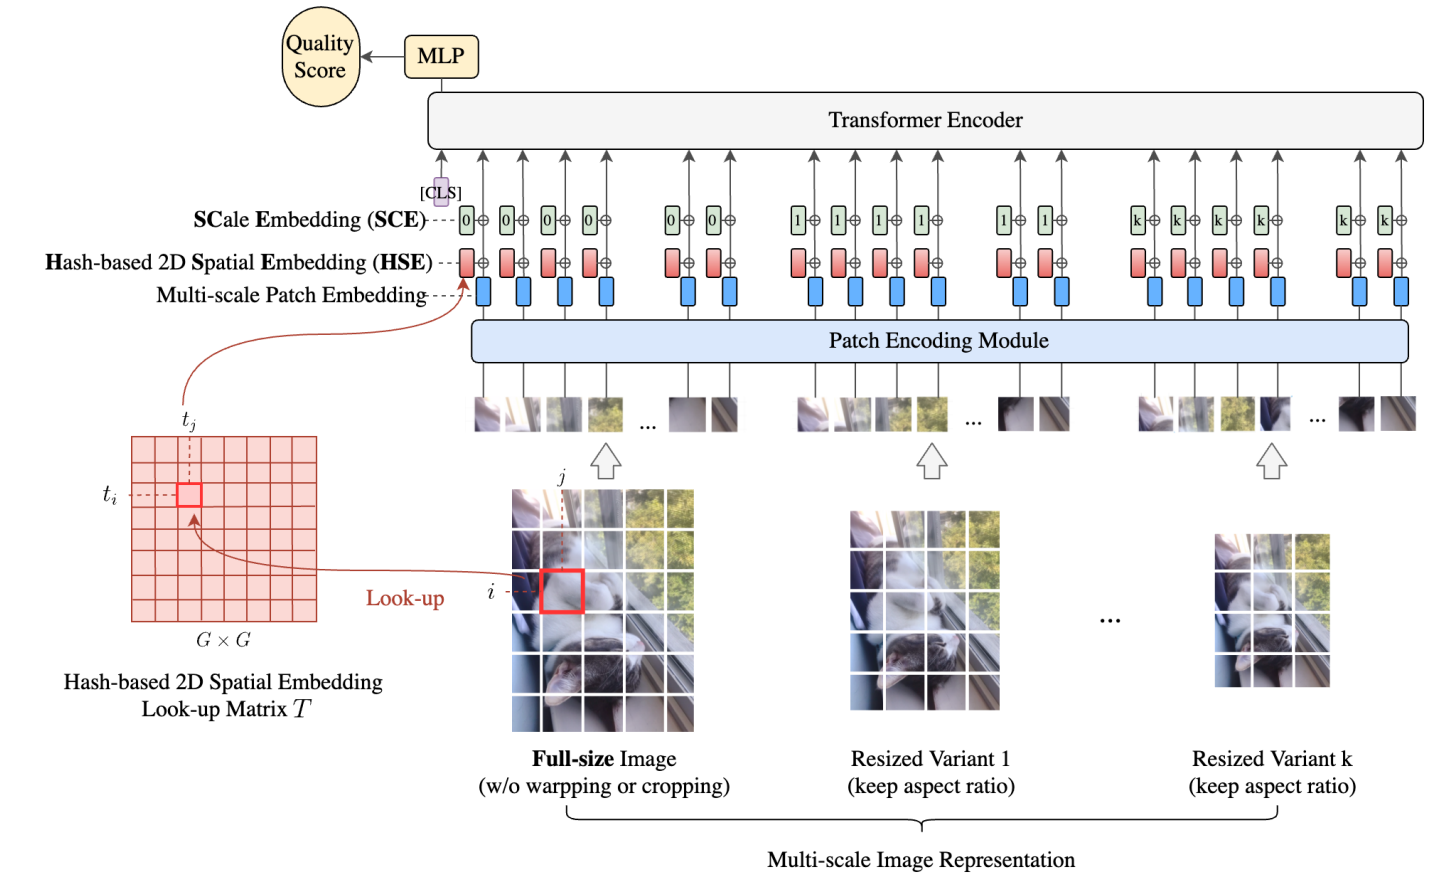 Quality
Score
MLP
Transformer Encoder
[CLS]
SCale Embedding (SCE)
0 0 0 0 0 0 1 1 1 1 1 1 k k k k k k
Hash-based 2D Spatial Embedding (HSE)
Multi-scale Patch Embedding
Patch Encoding Module
... ... ...
t_j
t_i
j
i
Look-up
G × G
Hash-based 2D Spatial Embedding
Look-up Matrix T
...
Full-size Image
(w/o warpping or cropping)
Resized Variant 1
(keep aspect ratio)
Resized Variant k
(keep aspect ratio)
Multi-scale Image Representation